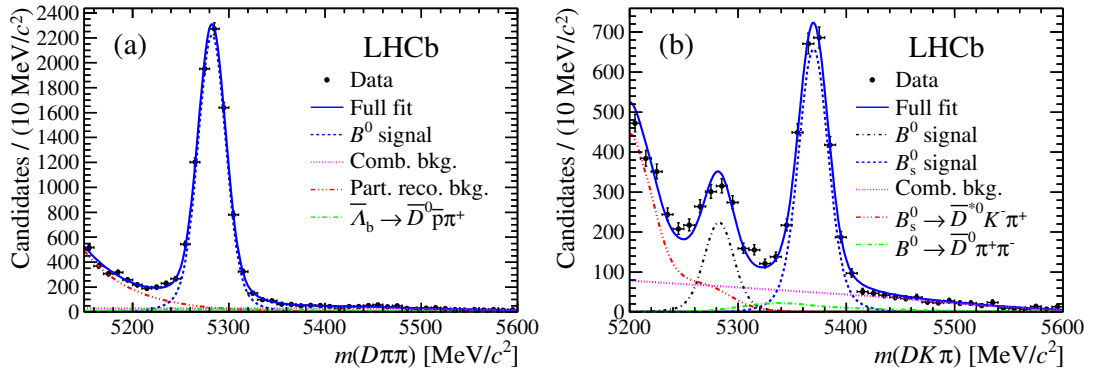 Candidates / (10 MeV/c²)
2200
2000
1800
1600
1400
1200
1000
800
600
400
200
0
(a)
LHCb
Data
Full fit
B⁰ signal
Comb. bkg.
Part. reco. bkg.
Λ̅_b → D̅⁰p̅π⁺
5200 5300 5400 5500 5600
m(Dππ) [MeV/c²]
Candidates / (10 MeV/c²)
700
600
500
400
300
200
100
0
(b)
LHCb
Data
Full fit
B⁰ signal
B⁰_s signal
Comb. bkg.
B⁰_s → D̅*⁰K⁻π⁺
B⁰ → D̅⁰π⁺π⁻
5200 5300 5400 5500 5600
m(DKπ) [MeV/c²]